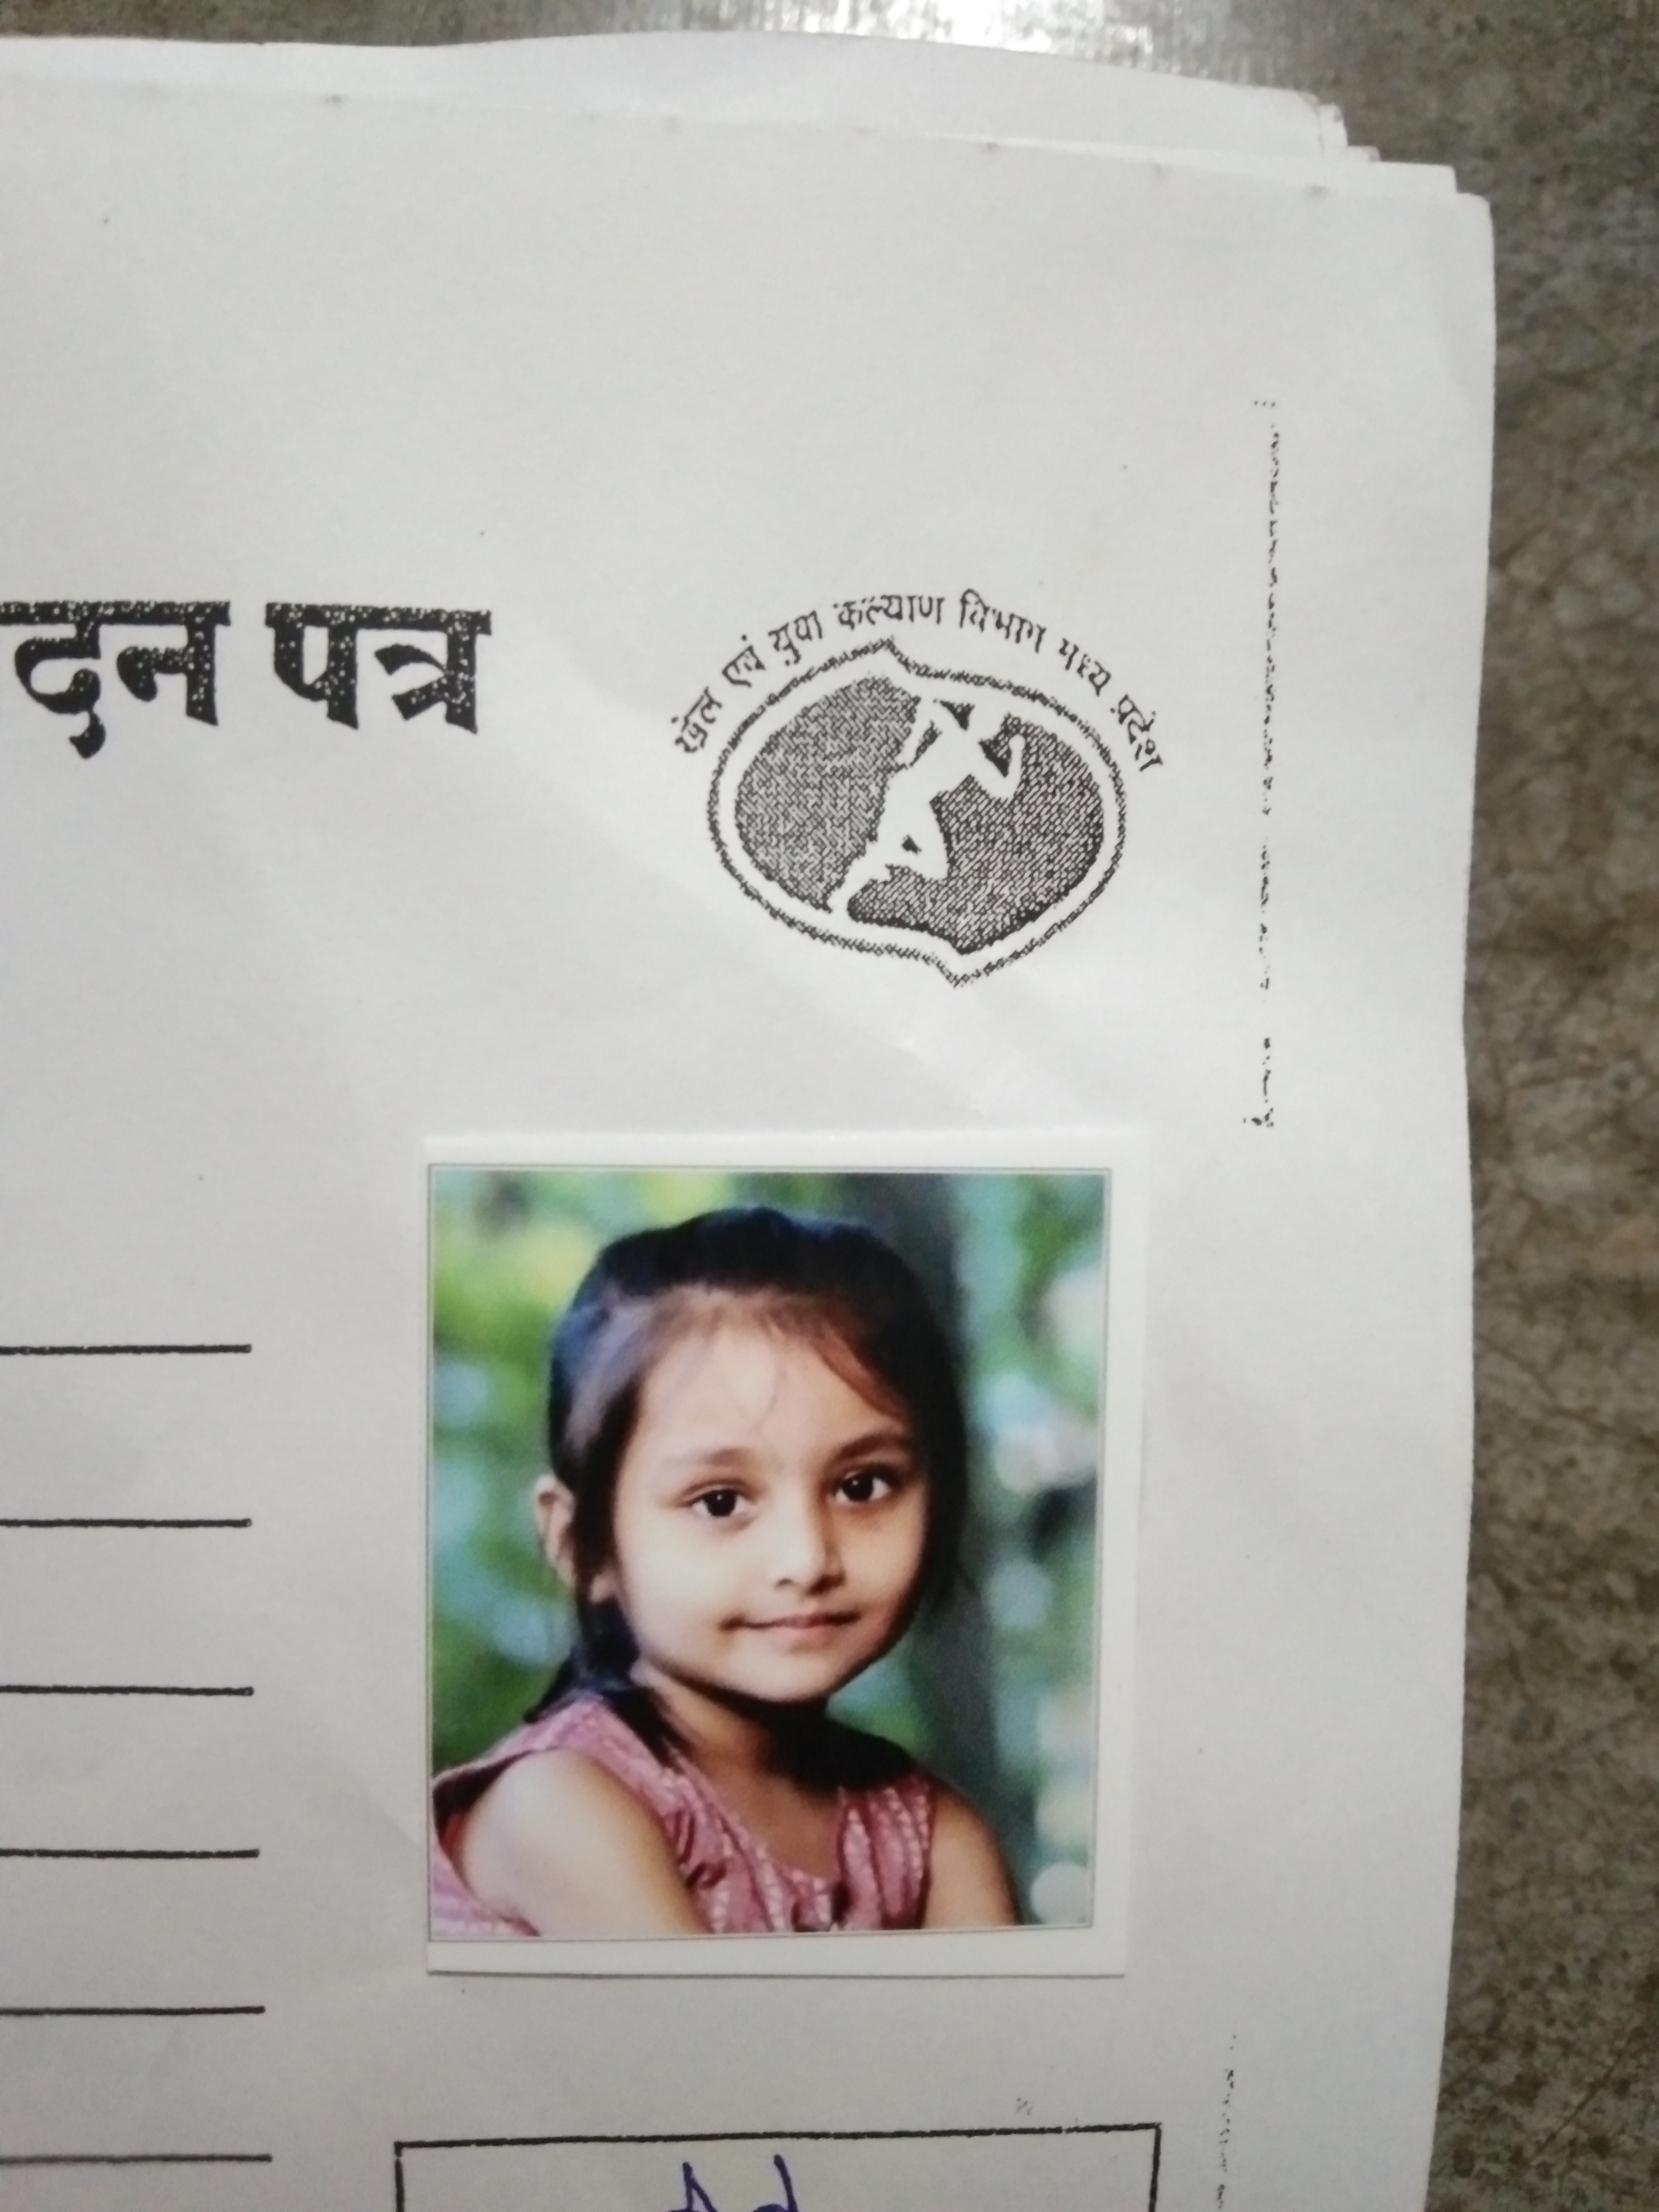 खेल एवं युवा कल्याण विभाग मध्य प्रदेश
दन पत्र